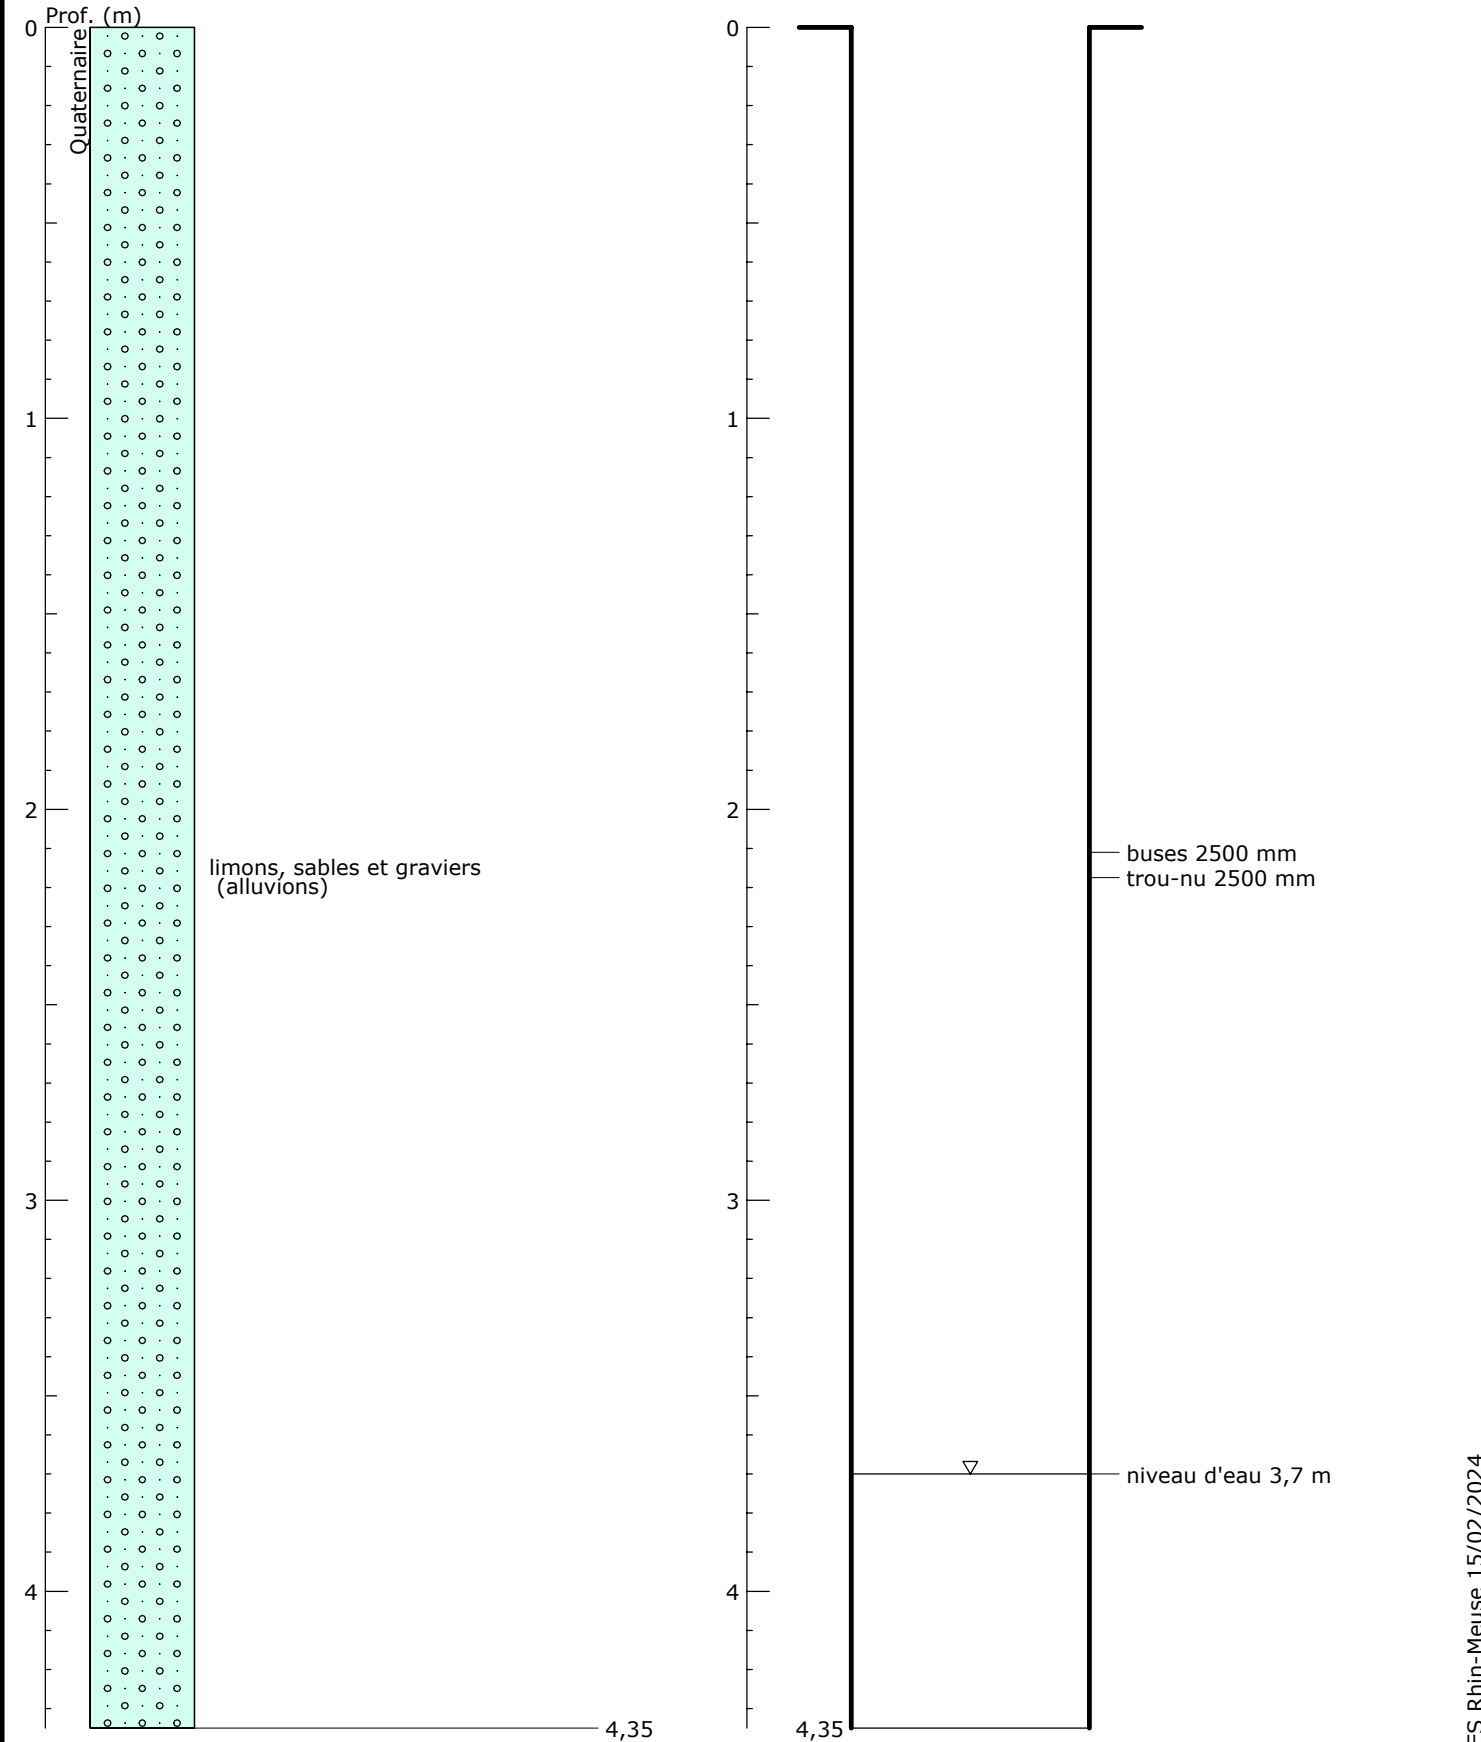 Prof. (m)
0
Quaternaire
1
2
3
4
limons, sables et graviers
(alluvions)
4,35
0
1
2
3
4
buses 2500 mm
trou-nu 2500 mm
niveau d'eau 3,7 m
4,35
Rhin-Meuse 15/02/2024